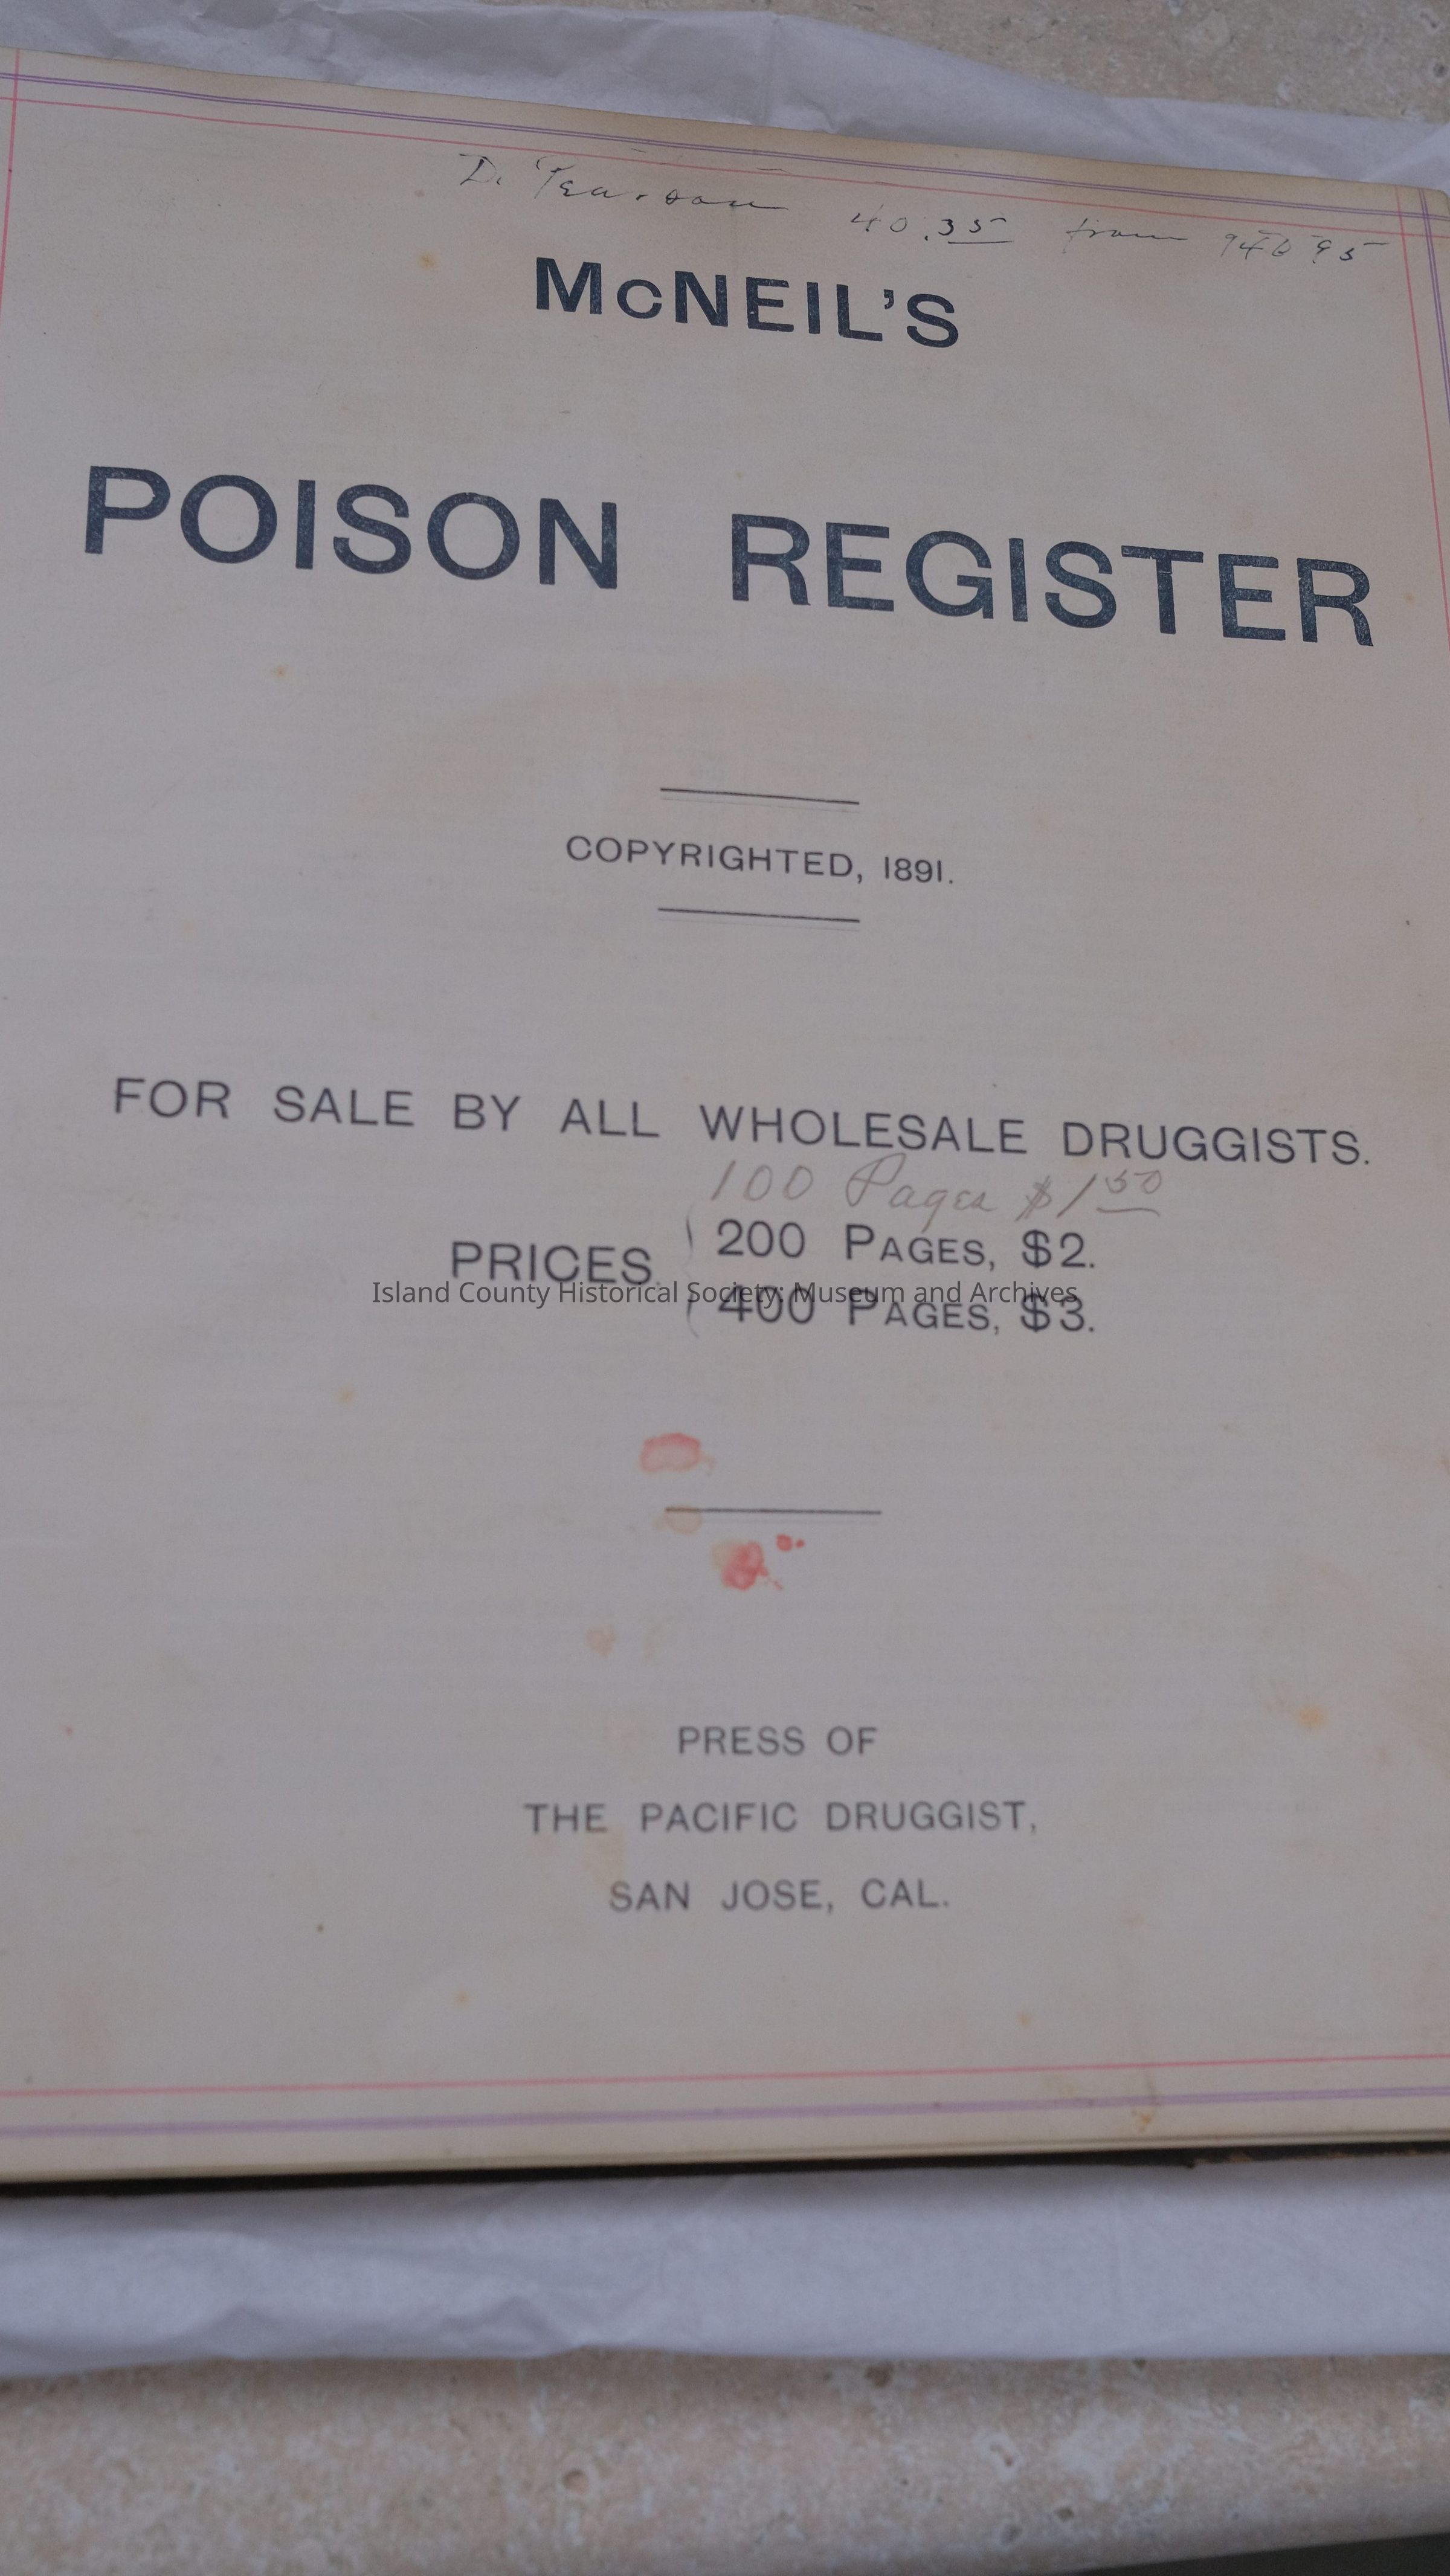 D. Pearson 40.35 from 940 95
McNEIL'S
POISON REGISTER
COPYRIGHTED, 1891.
FOR SALE BY ALL WHOLESALE DRUGGISTS.
100 Pages $1 50
PRICES { 200 PAGES, $2.
400 PAGES, $3.
Island County Historical Society: Museum and Archives
PRESS OF
THE PACIFIC DRUGGIST,
SAN JOSE, CAL.